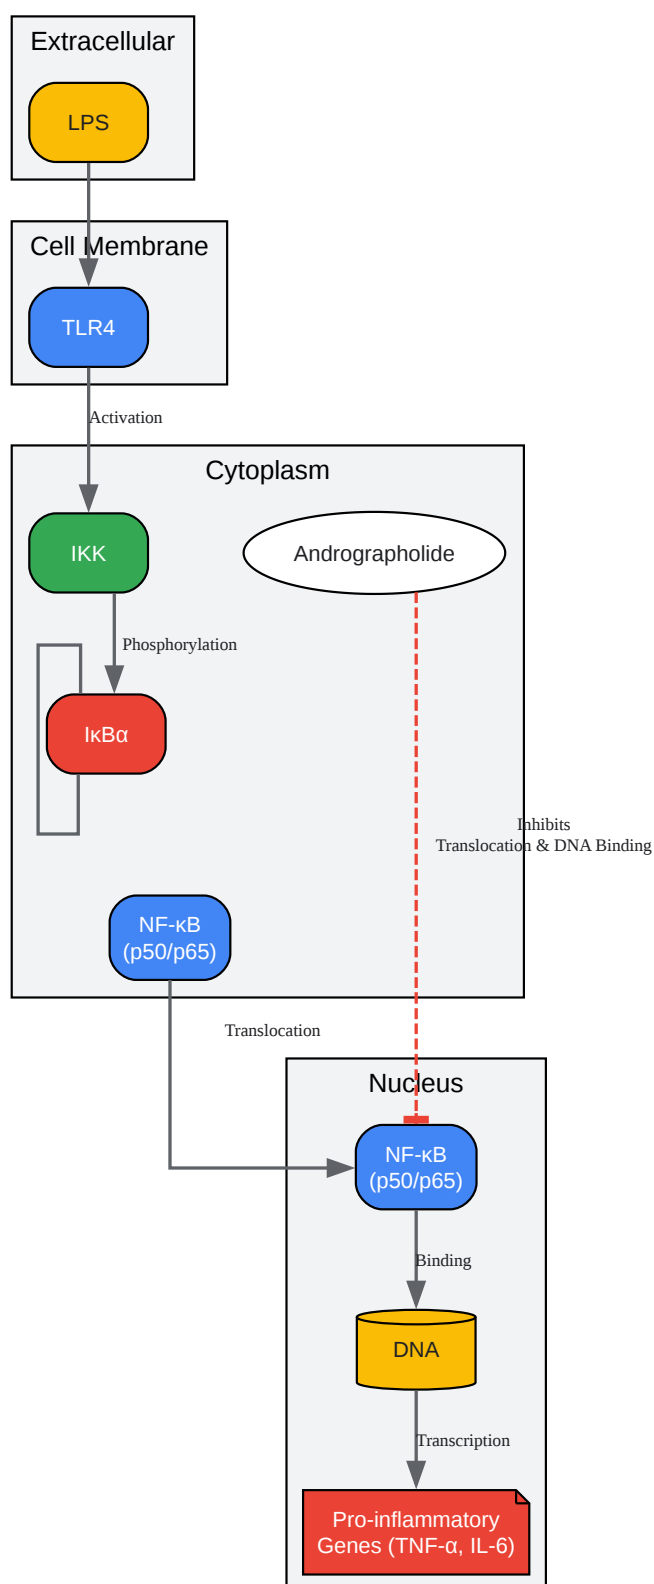 Extracellular
LPS
Cell Membrane
TLR4
Activation
Cytoplasm
IKK
Andrographolide
Phosphorylation
IκBα
Inhibits
Translocation & DNA Binding
NF-κB
(p50/p65)
Translocation
Nucleus
NF-κB
(p50/p65)
Binding
DNA
Transcription
Pro-inflammatory
Genes (TNF-α, IL-6)